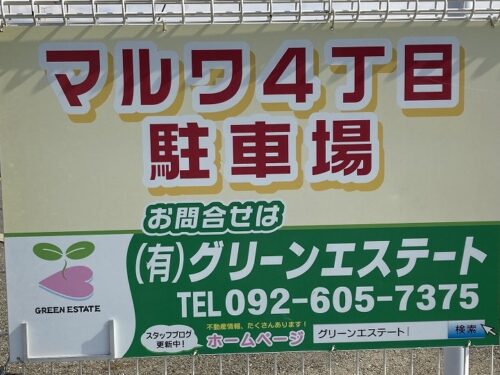 マルワ4丁目
駐車場
お問合せは
(有)グリーンエステート
TEL092-605-7375
GREEN ESTATE
スタッフブログ
更新中!
不動産情報、たくさんあります!
ホームページ
グリーンエステート
検索